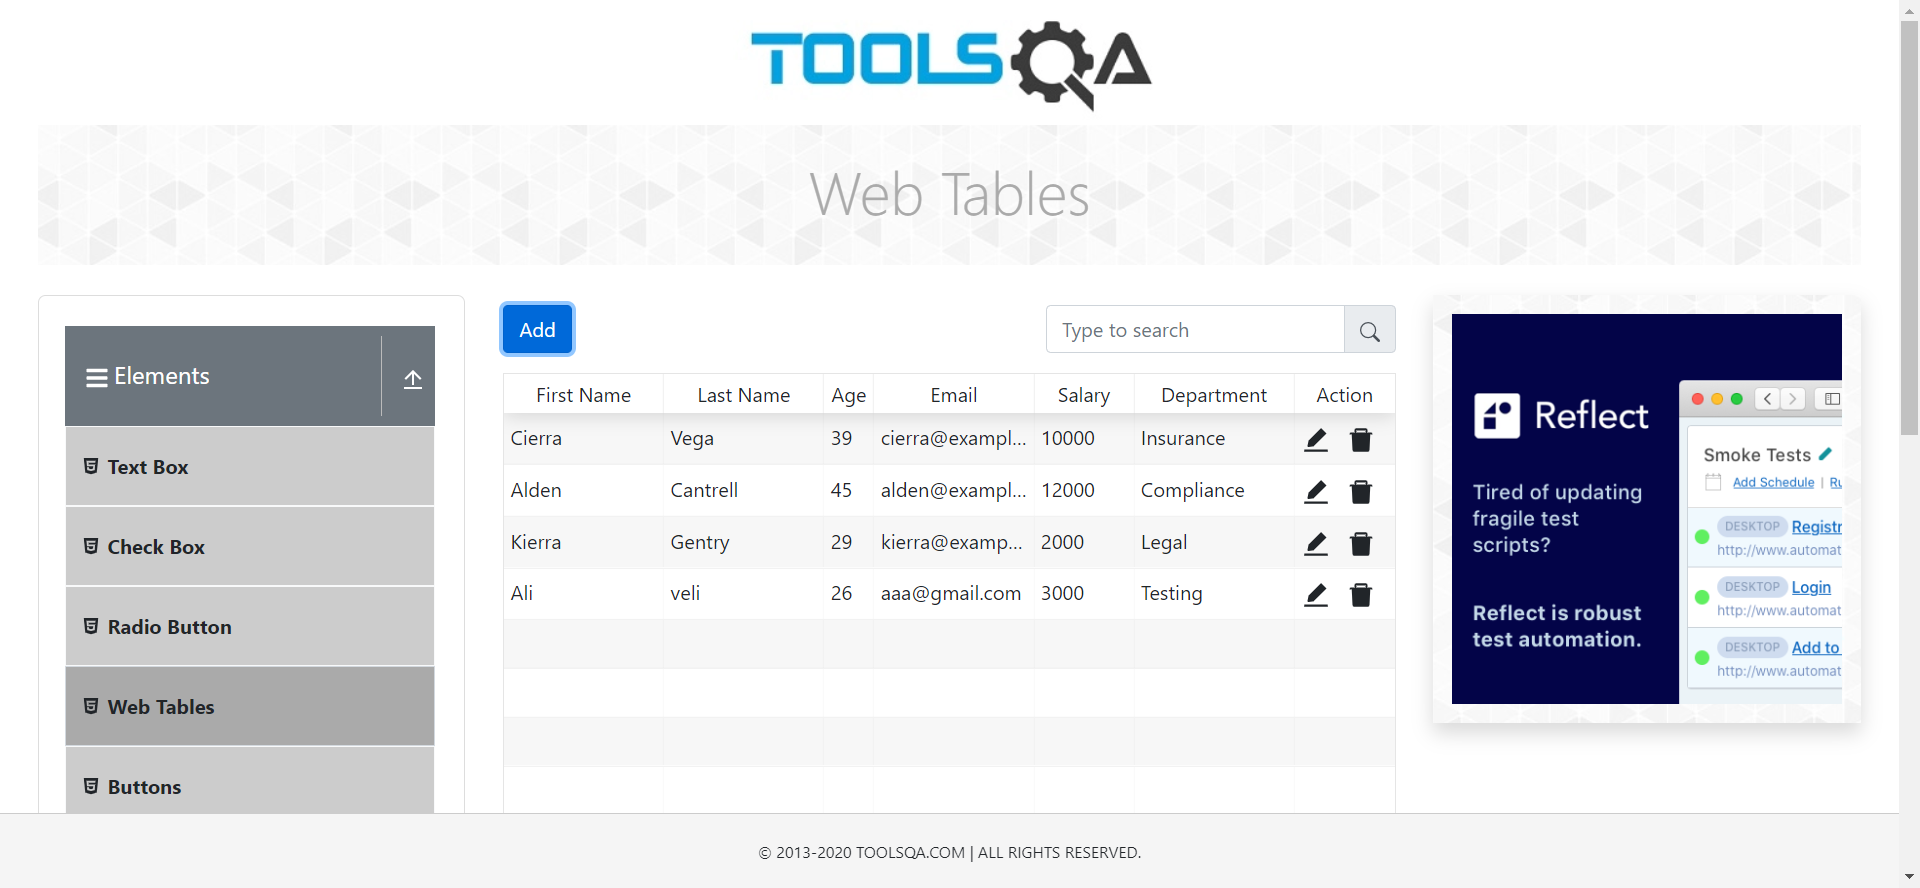 TOOLSQA
Web Tables
Elements
Text Box
Check Box
Radio Button
Web Tables
Buttons
Add
Type to search
First Name Last Name Age Email Salary Department Action
Cierra Vega 39 cierra@exampl... 10000 Insurance
Alden Cantrell 45 alden@exampl... 12000 Compliance
Kierra Gentry 29 kierra@examp... 2000 Legal
Ali veli 26 aaa@gmail.com 3000 Testing
Reflect
Tired of updating
fragile test
scripts?
Reflect is robust
test automation.
Smoke Tests
Add Schedule | Ru
DESKTOP Registr
http://www.automat
DESKTOP Login
http://www.automat
DESKTOP Add to
http://www.automat
© 2013-2020 TOOLSQA.COM | ALL RIGHTS RESERVED.